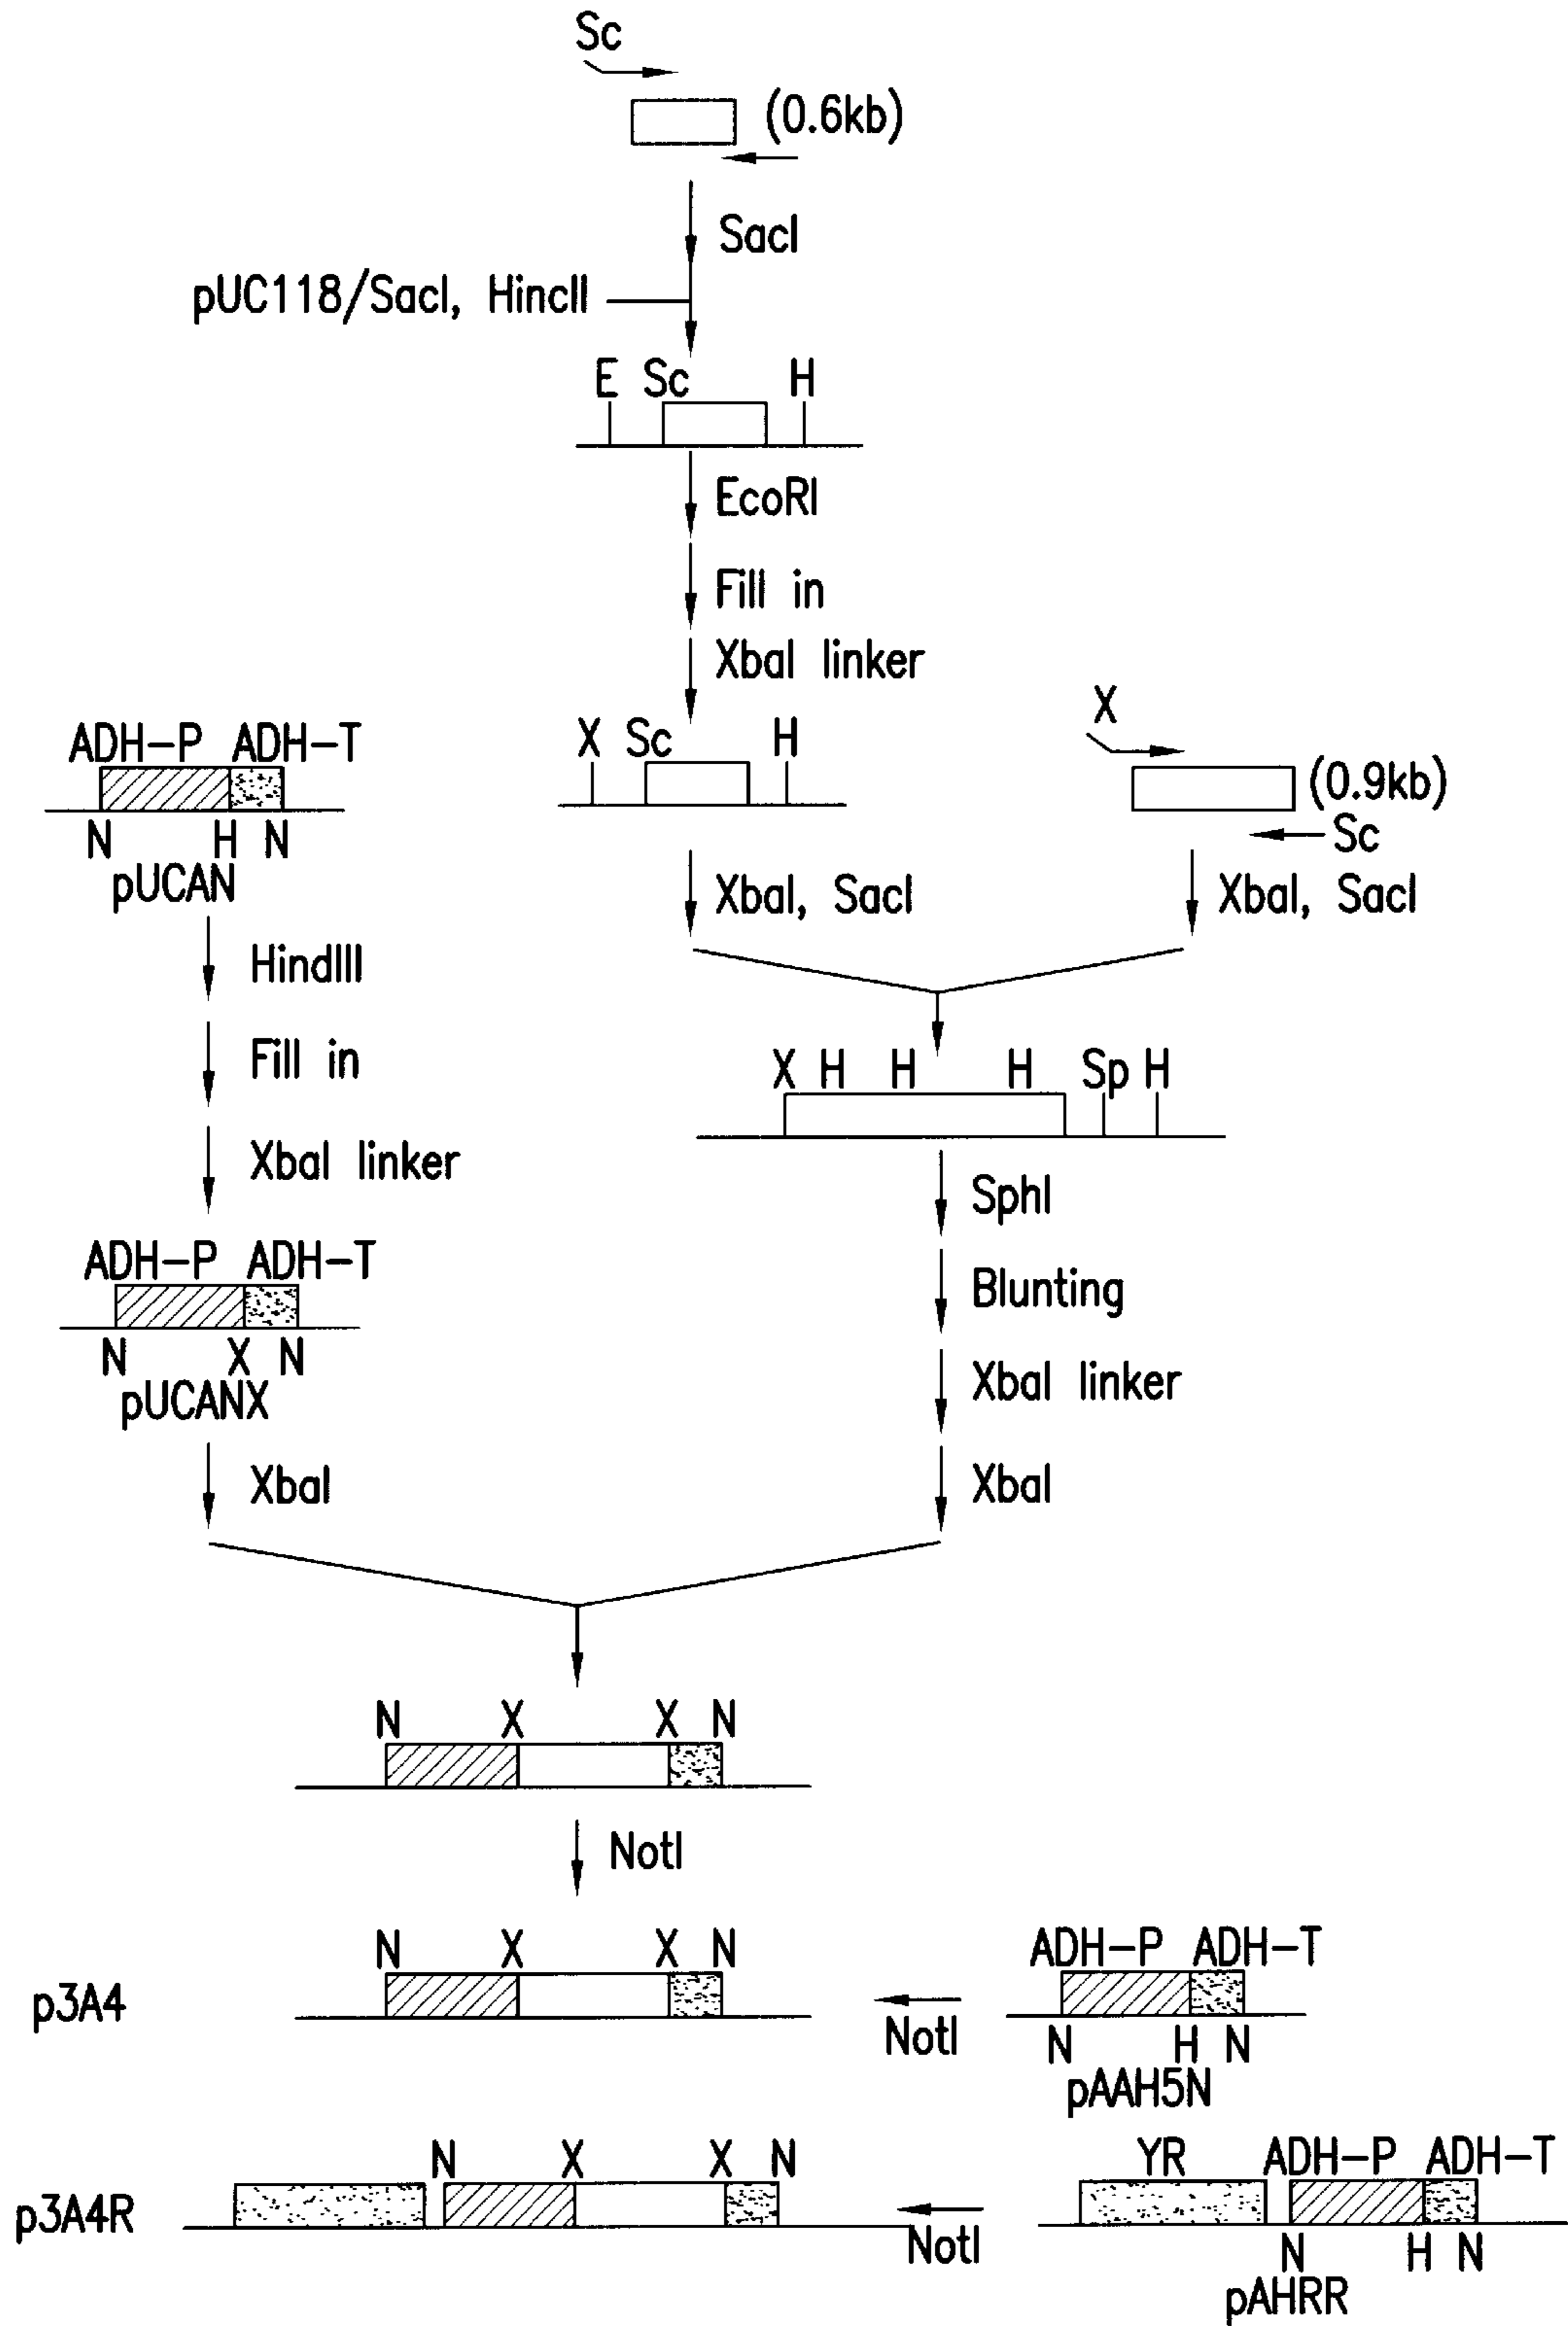 Sc
(0.6kb)
SacI
pUC118/SacI, HincII
E Sc H
EcoRI
Fill in
XbaI linker
X Sc H
X
(0.9kb)
Sc
XbaI, SacI
XbaI, SacI
ADH-P ADH-T
N H N
pUCAN
HindIII
Fill in
XbaI linker
ADH-P ADH-T
N X N
pUCANX
XbaI
X H H H Sp H
SphI
Blunting
XbaI linker
XbaI
N X X N
NotI
p3A4
N X X N
NotI
ADH-P ADH-T
N H N
pAAH5N
p3A4R
N X X N
NotI
YR ADH-P ADH-T
N H N
pAHRR